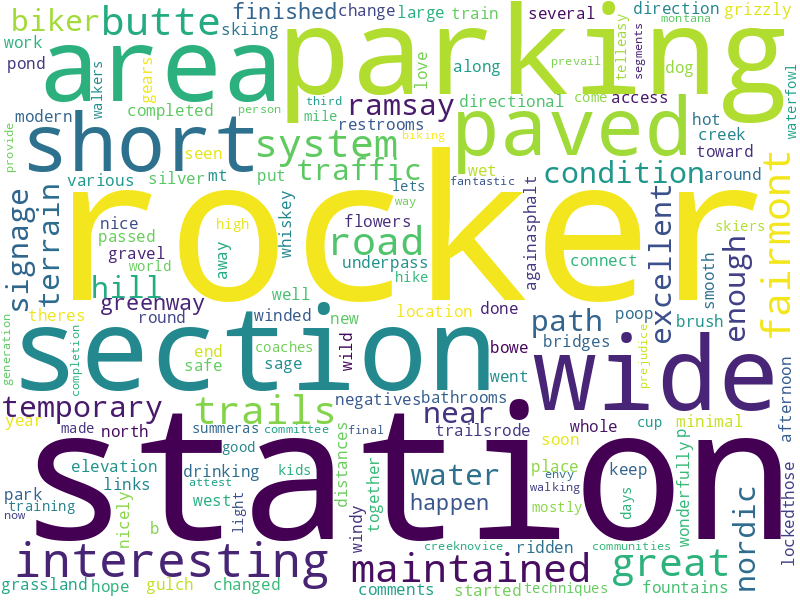 biker
butte
finished
change
large
train
several
direction
grizzly
work
skiing
area
parking
telleasy
segments
montana
pond
walkers
gears
love
along
prevail
dog
waterfowl
modern
completed
person
third
mile
ramsay
directional
come
access
short
restrooms
biking
paved
hot
creek
toward
provide
seen
system
traffic
put
wet
condition
around
various
silver
mt
lets
fantastic
way
signage
terrain
nice
passed
gravel
world
high
away
whiskey
flowers
road
underpass
hike
againasphalt
connect
excellent
enough
skiers
smooth
fairmont
rocker
hill
greenway
theres
round
well
winded
location
done
new
path
poop
brush
bridges
generation
completion
end
safe
coaches
sage
wild
bowe
went
prejudice
section
wide
afternoon
temporary
trails
negatives
bathrooms
near
trailsrode
whole
cup
minimal
year
made
north
summeras
committee
final
good
soon
station
elevation
links
drinking
attest
kids
distances
water
place
envy
walking
keep
wonderfully
p
park
training
now
nicely
b
west
light
windy
together
happen
ridden
mostly
days
nordic
lockedthose
interesting
creeknovice
communities
great
grassland
hope
gulch
changed
maintained
comments
started
techniques
fountains